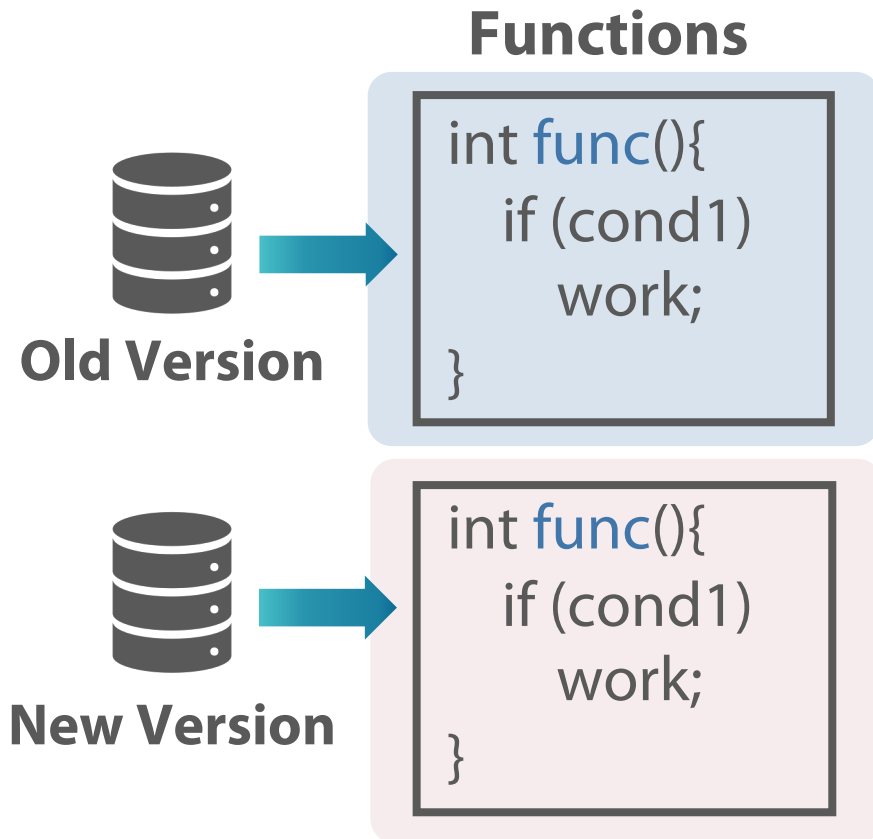 Functions
int func(){
if (cond1)
work;
}
Old Version
int func(){
if (cond1)
work;
}
New Version